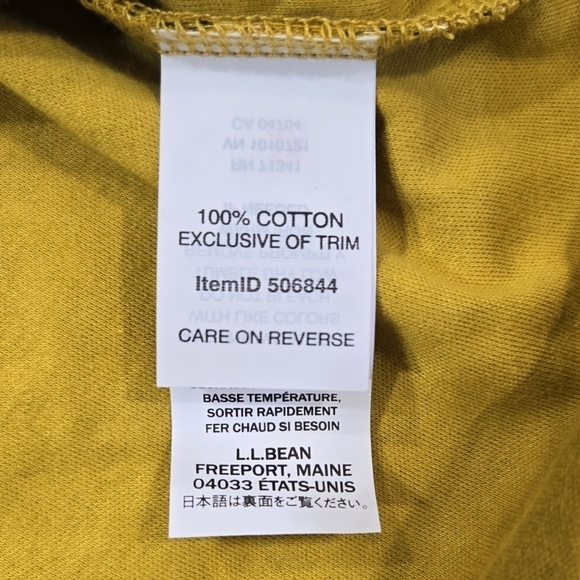 100% COTTON
EXCLUSIVE OF TRIM
ItemID 506844
CARE ON REVERSE
BASSE TEMPÉRATURE,
SORTIR RAPIDEMENT
FER CHAUD SI BESOIN
L.L.BEAN
FREEPORT, MAINE
04033 ÉTATS-UNIS
日本語は裏面をご覧ください。